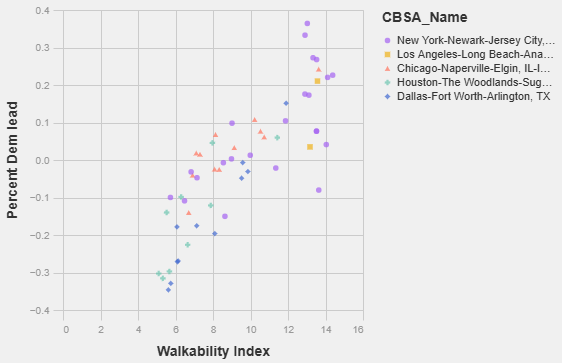 CBSA_Name
New York-Newark-Jersey City,...
Los Angeles-Long Beach-Ana...
Chicago-Naperville-Elgin, IL-I...
Houston-The Woodlands-Sug...
Dallas-Fort Worth-Arlington, TX
Percent Dem lead
0.4
0.3
0.2
0.1
0.0
−0.1
−0.2
−0.3
−0.4
0 2 4 6 8 10 12 14 16
Walkability Index